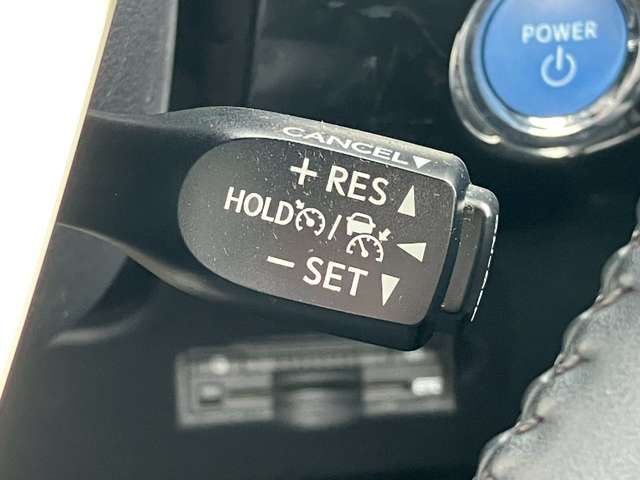 POWER
CANCEL
+ RES
HOLD /
- SET